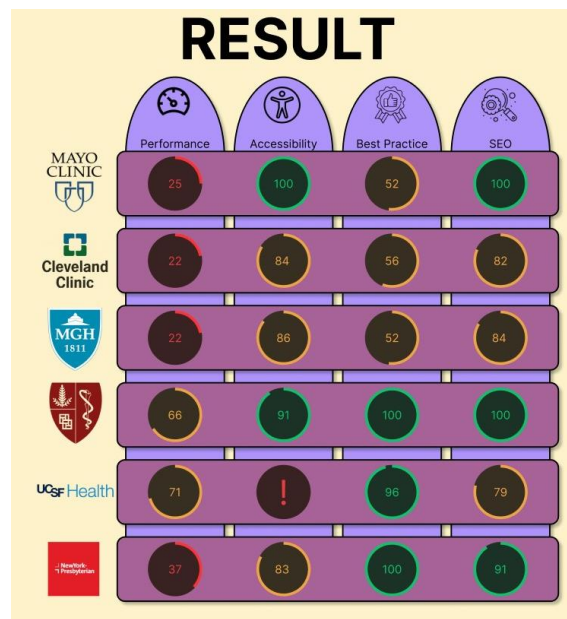 RESULT
Performance Accessibility Best Practice SEO
MAYO
CLINIC
25 100 52 100
Cleveland
Clinic
22 84 56 82
MGH
1811
22 86 52 84
66 91 100 100
UCSF Health
71 ! 96 79
NewYork-
Presbyterian
37 83 100 91